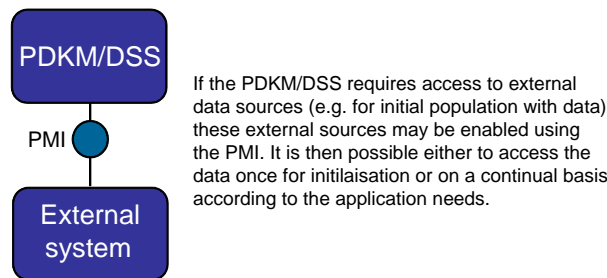 PDKM/DSS
PMI
External
system
If the PDKM/DSS requires access to external
data sources (e.g. for initial population with data)
these external sources may be enabled using
the PMI. It is then possible either to access the
data once for initilaisation or on a continual basis
according to the application needs.